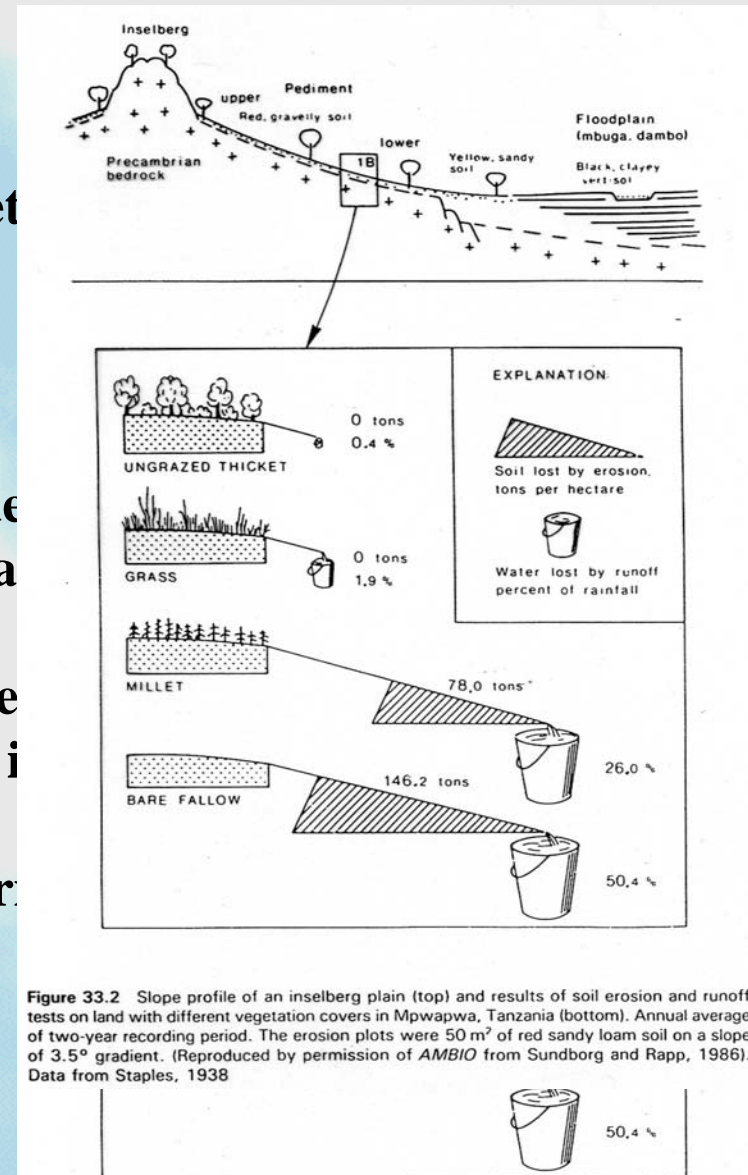 Inselberg
upper
Pediment
Red, gravelly soil
lower
Floodplain
(mbuga, dambo)
Precambrian
bedrock
1B
Yellow, sandy
soil
Black, clayey
vert-soil
et
e
a
e
i
r
EXPLANATION:
0 tons
0.4 %
UNGRAZED THICKET
Soil lost by erosion,
tons per hectare
0 tons
1.9 %
GRASS
Water lost by runoff
percent of rainfall
MILLET
78.0 tons
26.0 %
BARE FALLOW
146.2 tons
50.4 %
Figure 33.2 Slope profile of an inselberg plain (top) and results of soil erosion and runoff
tests on land with different vegetation covers in Mpwapwa, Tanzania (bottom). Annual average
of two-year recording period. The erosion plots were 50 m² of red sandy loam soil on a slope
of 3.5° gradient. (Reproduced by permission of AMBIO from Sundborg and Rapp, 1986).
Data from Staples, 1938
50.4 %